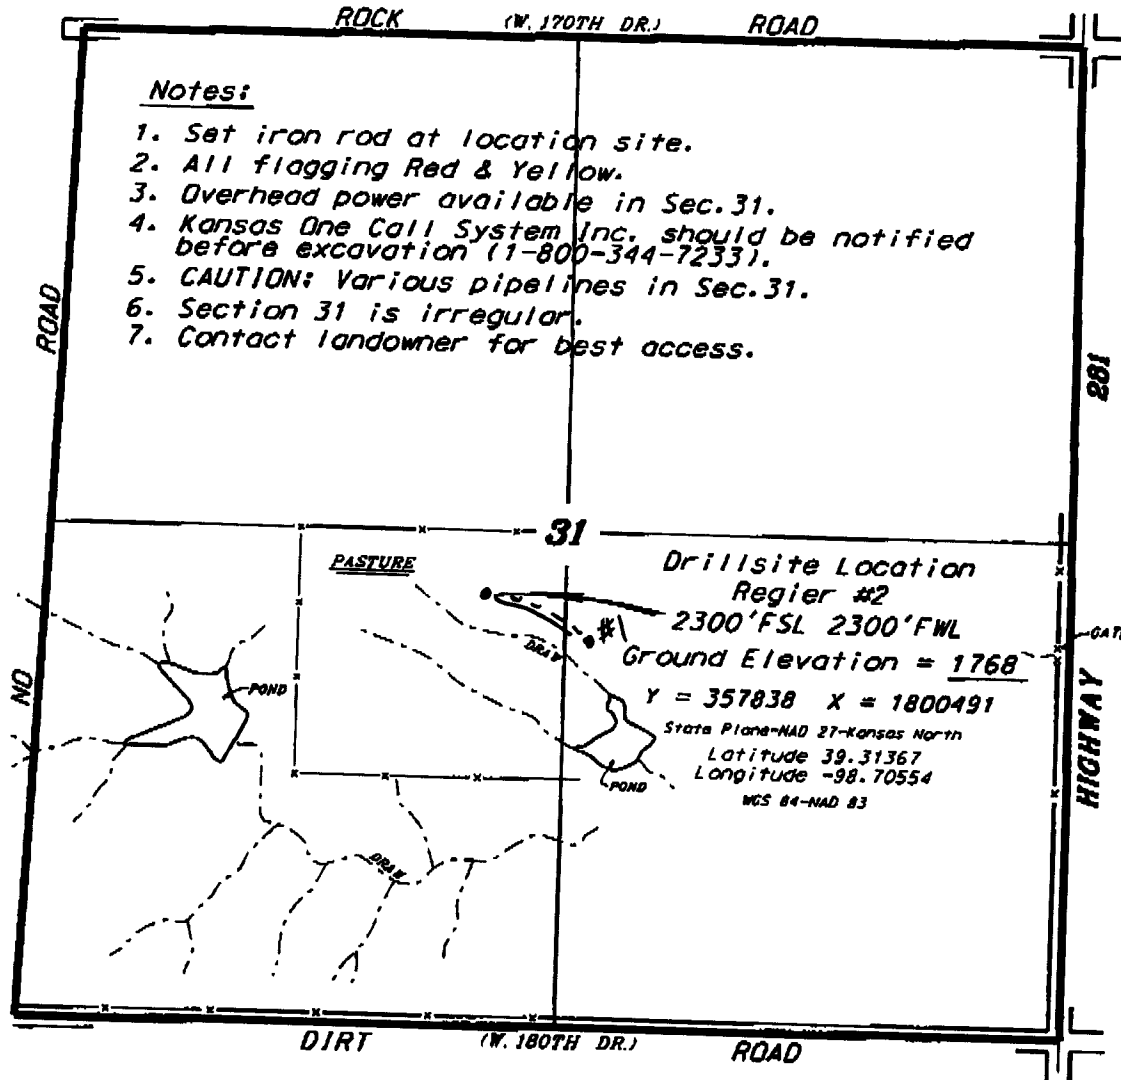 ROCK (W. 170TH DR.) ROAD
Notes:
1. Set iron rod at location site.
2. All flagging Red & Yellow.
3. Overhead power available in Sec.31.
4. Kansas One Call System Inc. should be notified
before excavation (1-800-344-7233).
5. CAUTION: Various pipelines in Sec.31.
6. Section 31 is irregular.
7. Contact landowner for best access.
ROAD
NO
281
HIGHWAY
31
PASTURE
Drillsite Location
Regier #2
2300'FSL 2300'FWL
Ground Elevation = 1768
Y = 357838 X = 1800491
State Plane-NAD 27-Kansas North
Latitude 39.31367
Longitude -98.70554
WGS 84-NAD 83
#
DRAW
POND
POND
DRAW
GAT
DIRT (W. 180TH DR.) ROAD